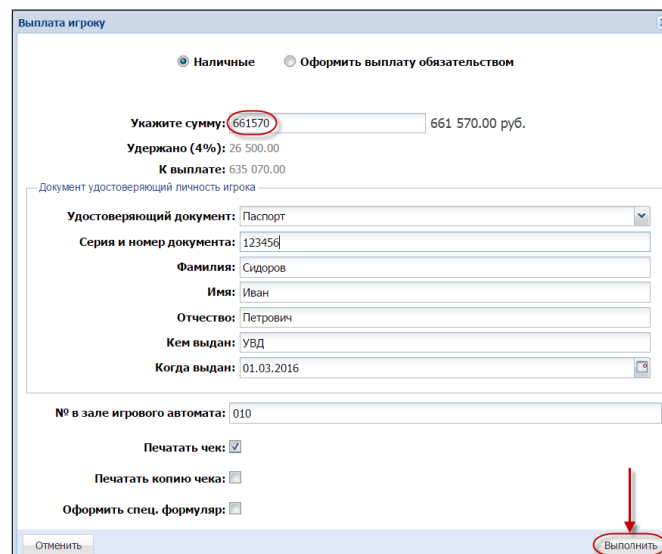 Выплата игроку
Наличные Оформить выплату обязательством
Укажите сумму: 661570 661 570.00 руб.
Удержано (4%): 26 500.00
К выплате: 635 070.00
Документ удостоверяющий личность игрока
Удостоверяющий документ: Паспорт
Серия и номер документа: 123456
Фамилия: Сидоров
Имя: Иван
Отчество: Петрович
Кем выдан: УВД
Когда выдан: 01.03.2016
№ в зале игрового автомата: 010
Печатать чек:
Печатать копию чека:
Оформить спец. формуляр:
Отменить Выполнить